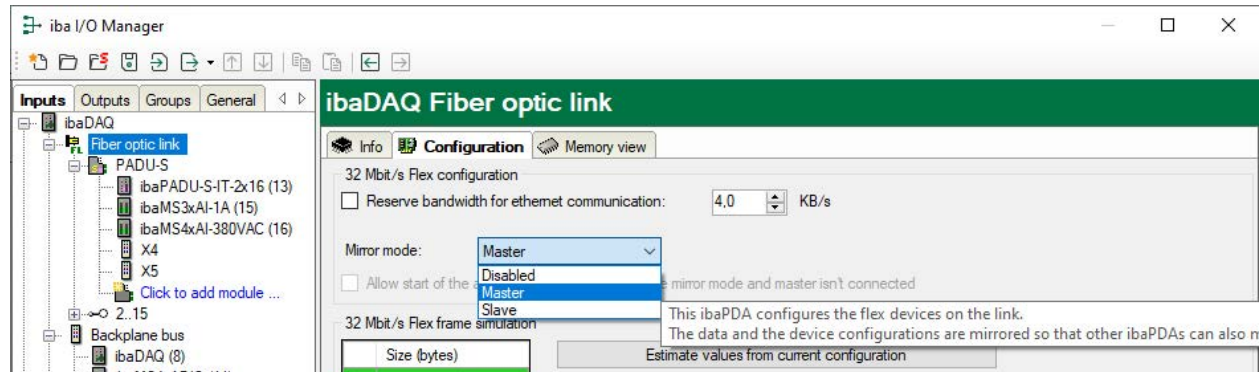 iba I/O Manager
Inputs Outputs Groups General
ibaDAQ
Fiber optic link
PADU-S
ibaPADU-S-IT-2x16 (13)
ibaMS3xAI-1A (15)
ibaMS4xAI-380VAC (16)
X4
X5
Click to add module ...
2..15
Backplane bus
ibaDAQ (8)
ibaDAQ Fiber optic link
Info Configuration Memory view
32 Mbit/s Flex configuration
Reserve bandwidth for ethernet communication: 4,0 KB/s
Mirror mode: Master
Disabled
Master
Slave
Allow start of the a
mirror mode and master isn't connected
This ibaPDA configures the flex devices on the link.
The data and the device configurations are mirrored so that other ibaPDAs can also m
32 Mbit/s Flex frame simulation
Size (bytes) Estimate values from current configuration